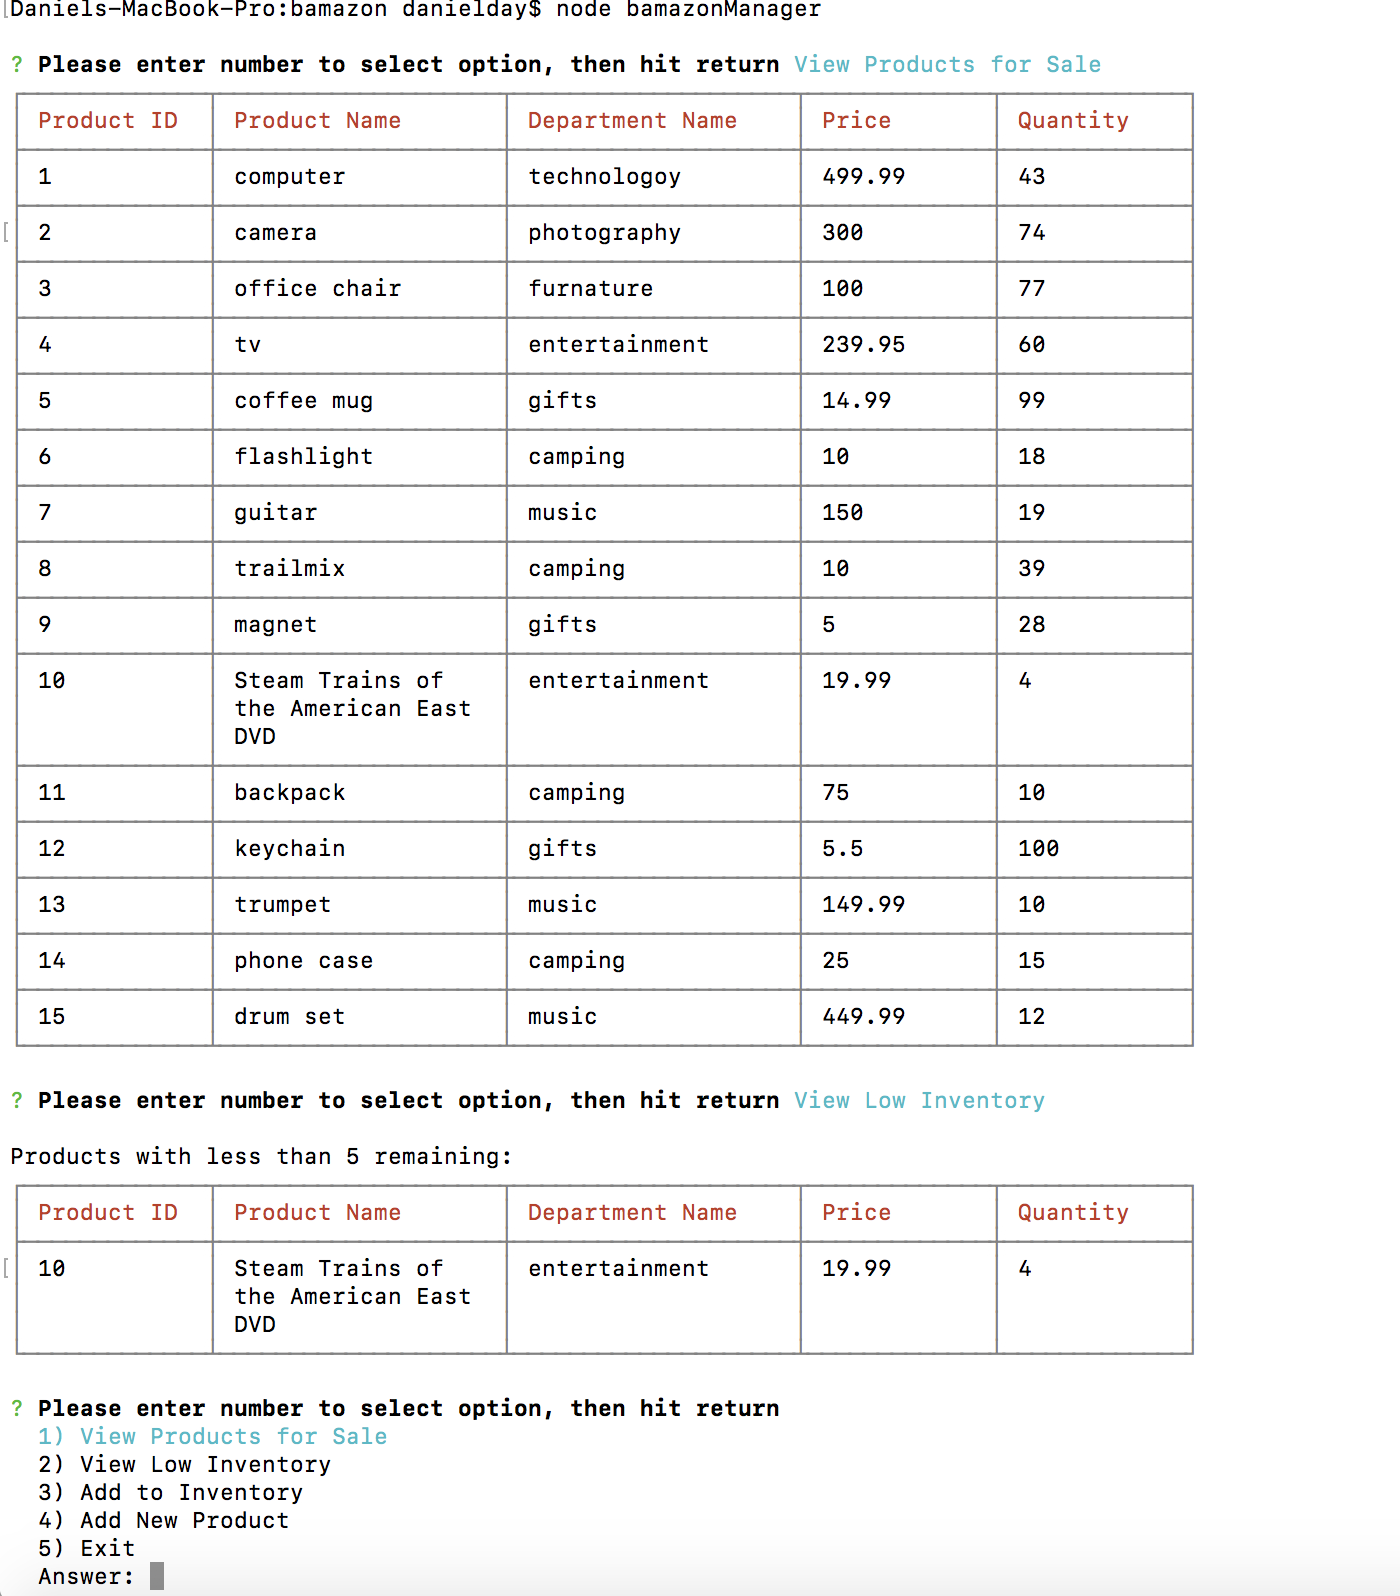 Daniels-MacBook-Pro:bamazon danielday$ node bamazonManager
? Please enter number to select option, then hit return View Products for Sale
Product ID Product Name Department Name Price Quantity
1 computer technologoy 499.99 43
2 camera photography 300 74
3 office chair furnature 100 77
4 tv entertainment 239.95 60
5 coffee mug gifts 14.99 99
6 flashlight camping 10 18
7 guitar music 150 19
8 trailmix camping 10 39
9 magnet gifts 5 28
10 Steam Trains of entertainment 19.99 4
the American East
DVD
11 backpack camping 75 10
12 keychain gifts 5.5 100
13 trumpet music 149.99 10
14 phone case camping 25 15
15 drum set music 449.99 12
? Please enter number to select option, then hit return View Low Inventory
Products with less than 5 remaining:
Product ID Product Name Department Name Price Quantity
10 Steam Trains of entertainment 19.99 4
the American East
DVD
? Please enter number to select option, then hit return
1) View Products for Sale
2) View Low Inventory
3) Add to Inventory
4) Add New Product
5) Exit
Answer: